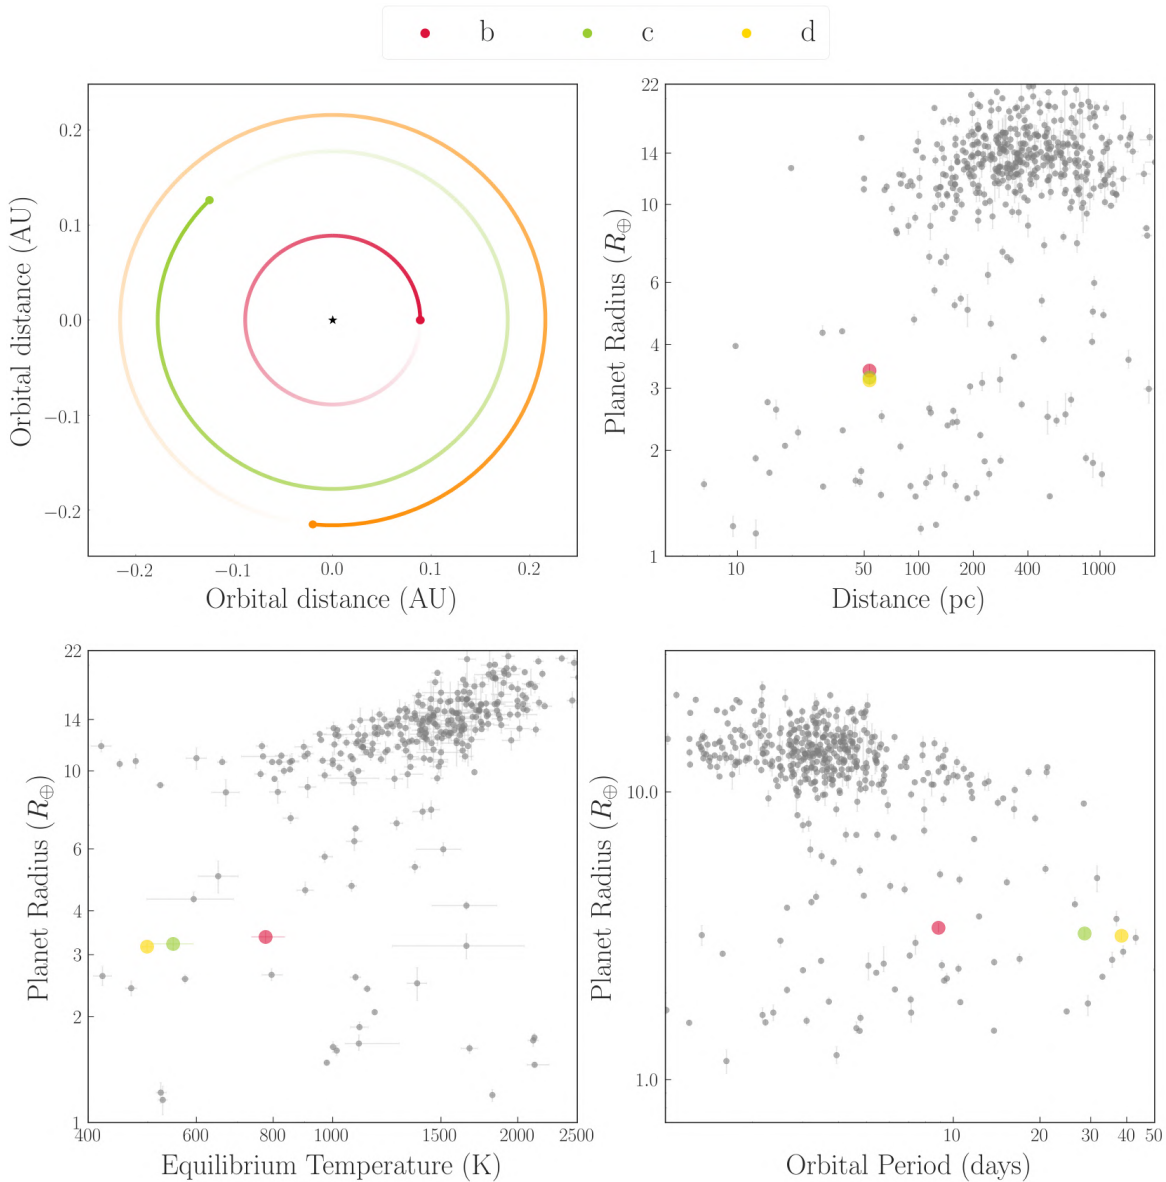 b c d
0.2
0.1
0.0
−0.1
−0.2
−0.2 −0.1 0.0 0.1 0.2
Orbital distance (AU)
Orbital distance (AU)
22
14
10
6
4
3
2
1
10 50 100 200 400 1000
Planet Radius (R⊕)
Distance (pc)
22
14
10
6
4
3
2
1
400 600 800 1000 1500 2000 2500
Planet Radius (R⊕)
Equilibrium Temperature (K)
10.0
1.0
10 20 30 40 50
Planet Radius (R⊕)
Orbital Period (days)